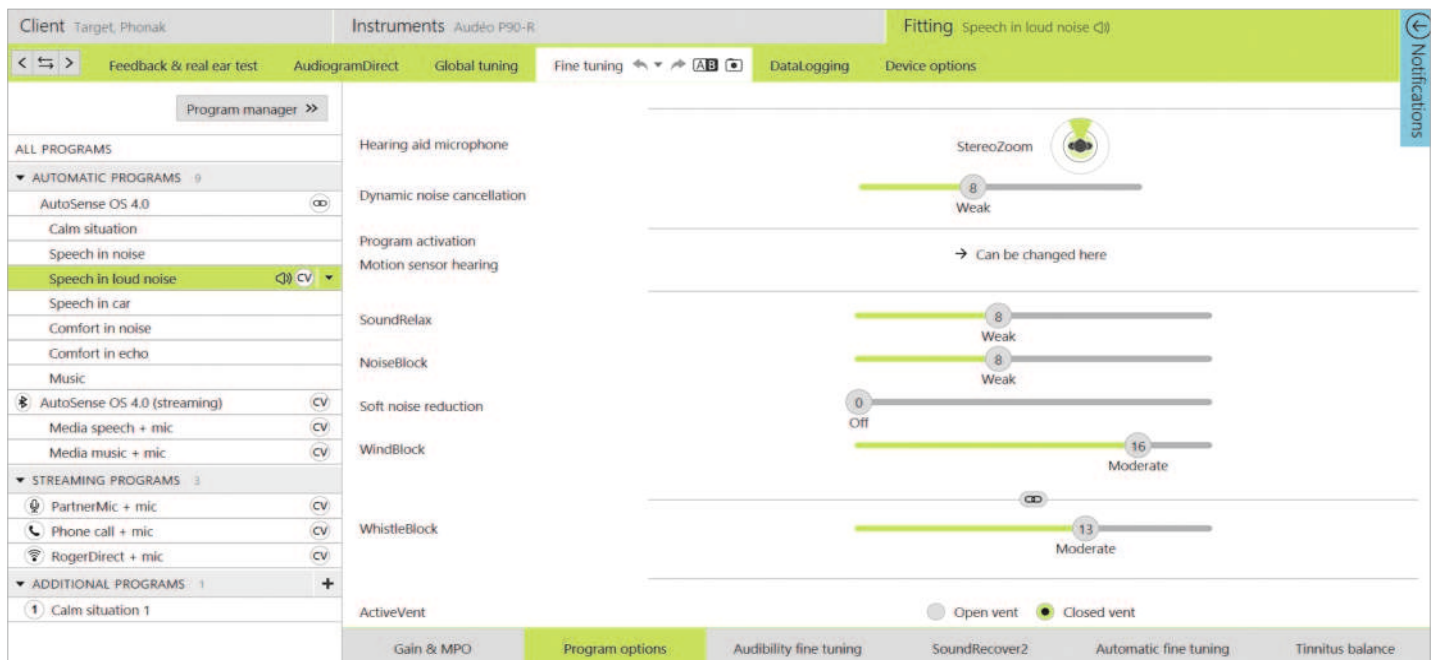 Client Target, Phonak
Instruments Audéo P90-R
Fitting Speech in loud noise
Notifications
Feedback & real ear test
AudiogramDirect
Global tuning
Fine tuning
AB
DataLogging
Device options
Program manager >>
ALL PROGRAMS
AUTOMATIC PROGRAMS 9
AutoSense OS 4.0
Calm situation
Speech in noise
Speech in loud noise CV
Speech in car
Comfort in noise
Comfort in echo
Music
AutoSense OS 4.0 (streaming) CV
Media speech + mic CV
Media music + mic CV
STREAMING PROGRAMS 3
PartnerMic + mic CV
Phone call + mic CV
RogerDirect + mic CV
ADDITIONAL PROGRAMS 1 +
1 Calm situation 1
Hearing aid microphone
StereoZoom
Dynamic noise cancellation
8
Weak
Program activation
Motion sensor hearing
→ Can be changed here
SoundRelax
8
Weak
NoiseBlock
8
Weak
Soft noise reduction
0
Off
WindBlock
16
Moderate
WhistleBlock
13
Moderate
ActiveVent
Open vent
Closed vent
Gain & MPO
Program options
Audibility fine tuning
SoundRecover2
Automatic fine tuning
Tinnitus balance